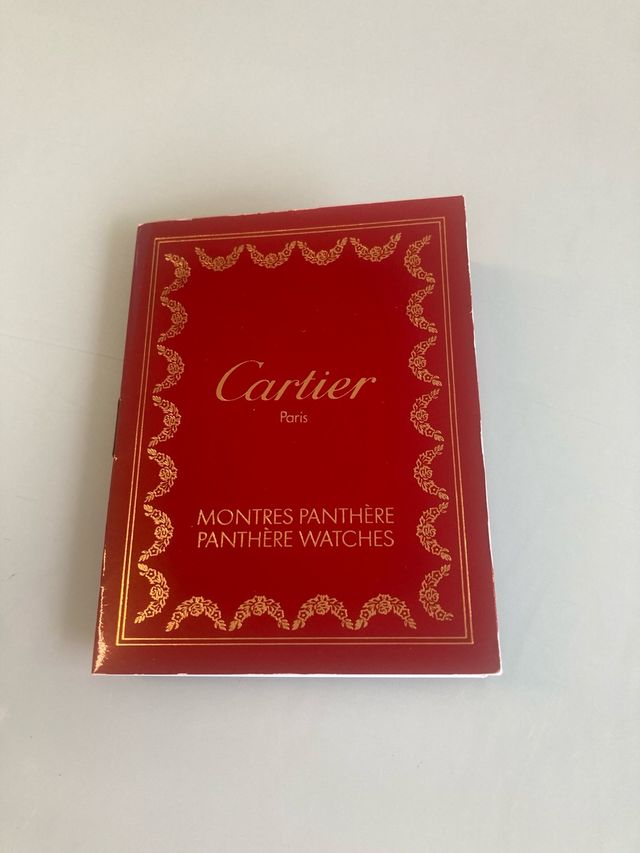 Cartier
Paris
MONTRES PANTHÈRE
PANTHÈRE WATCHES